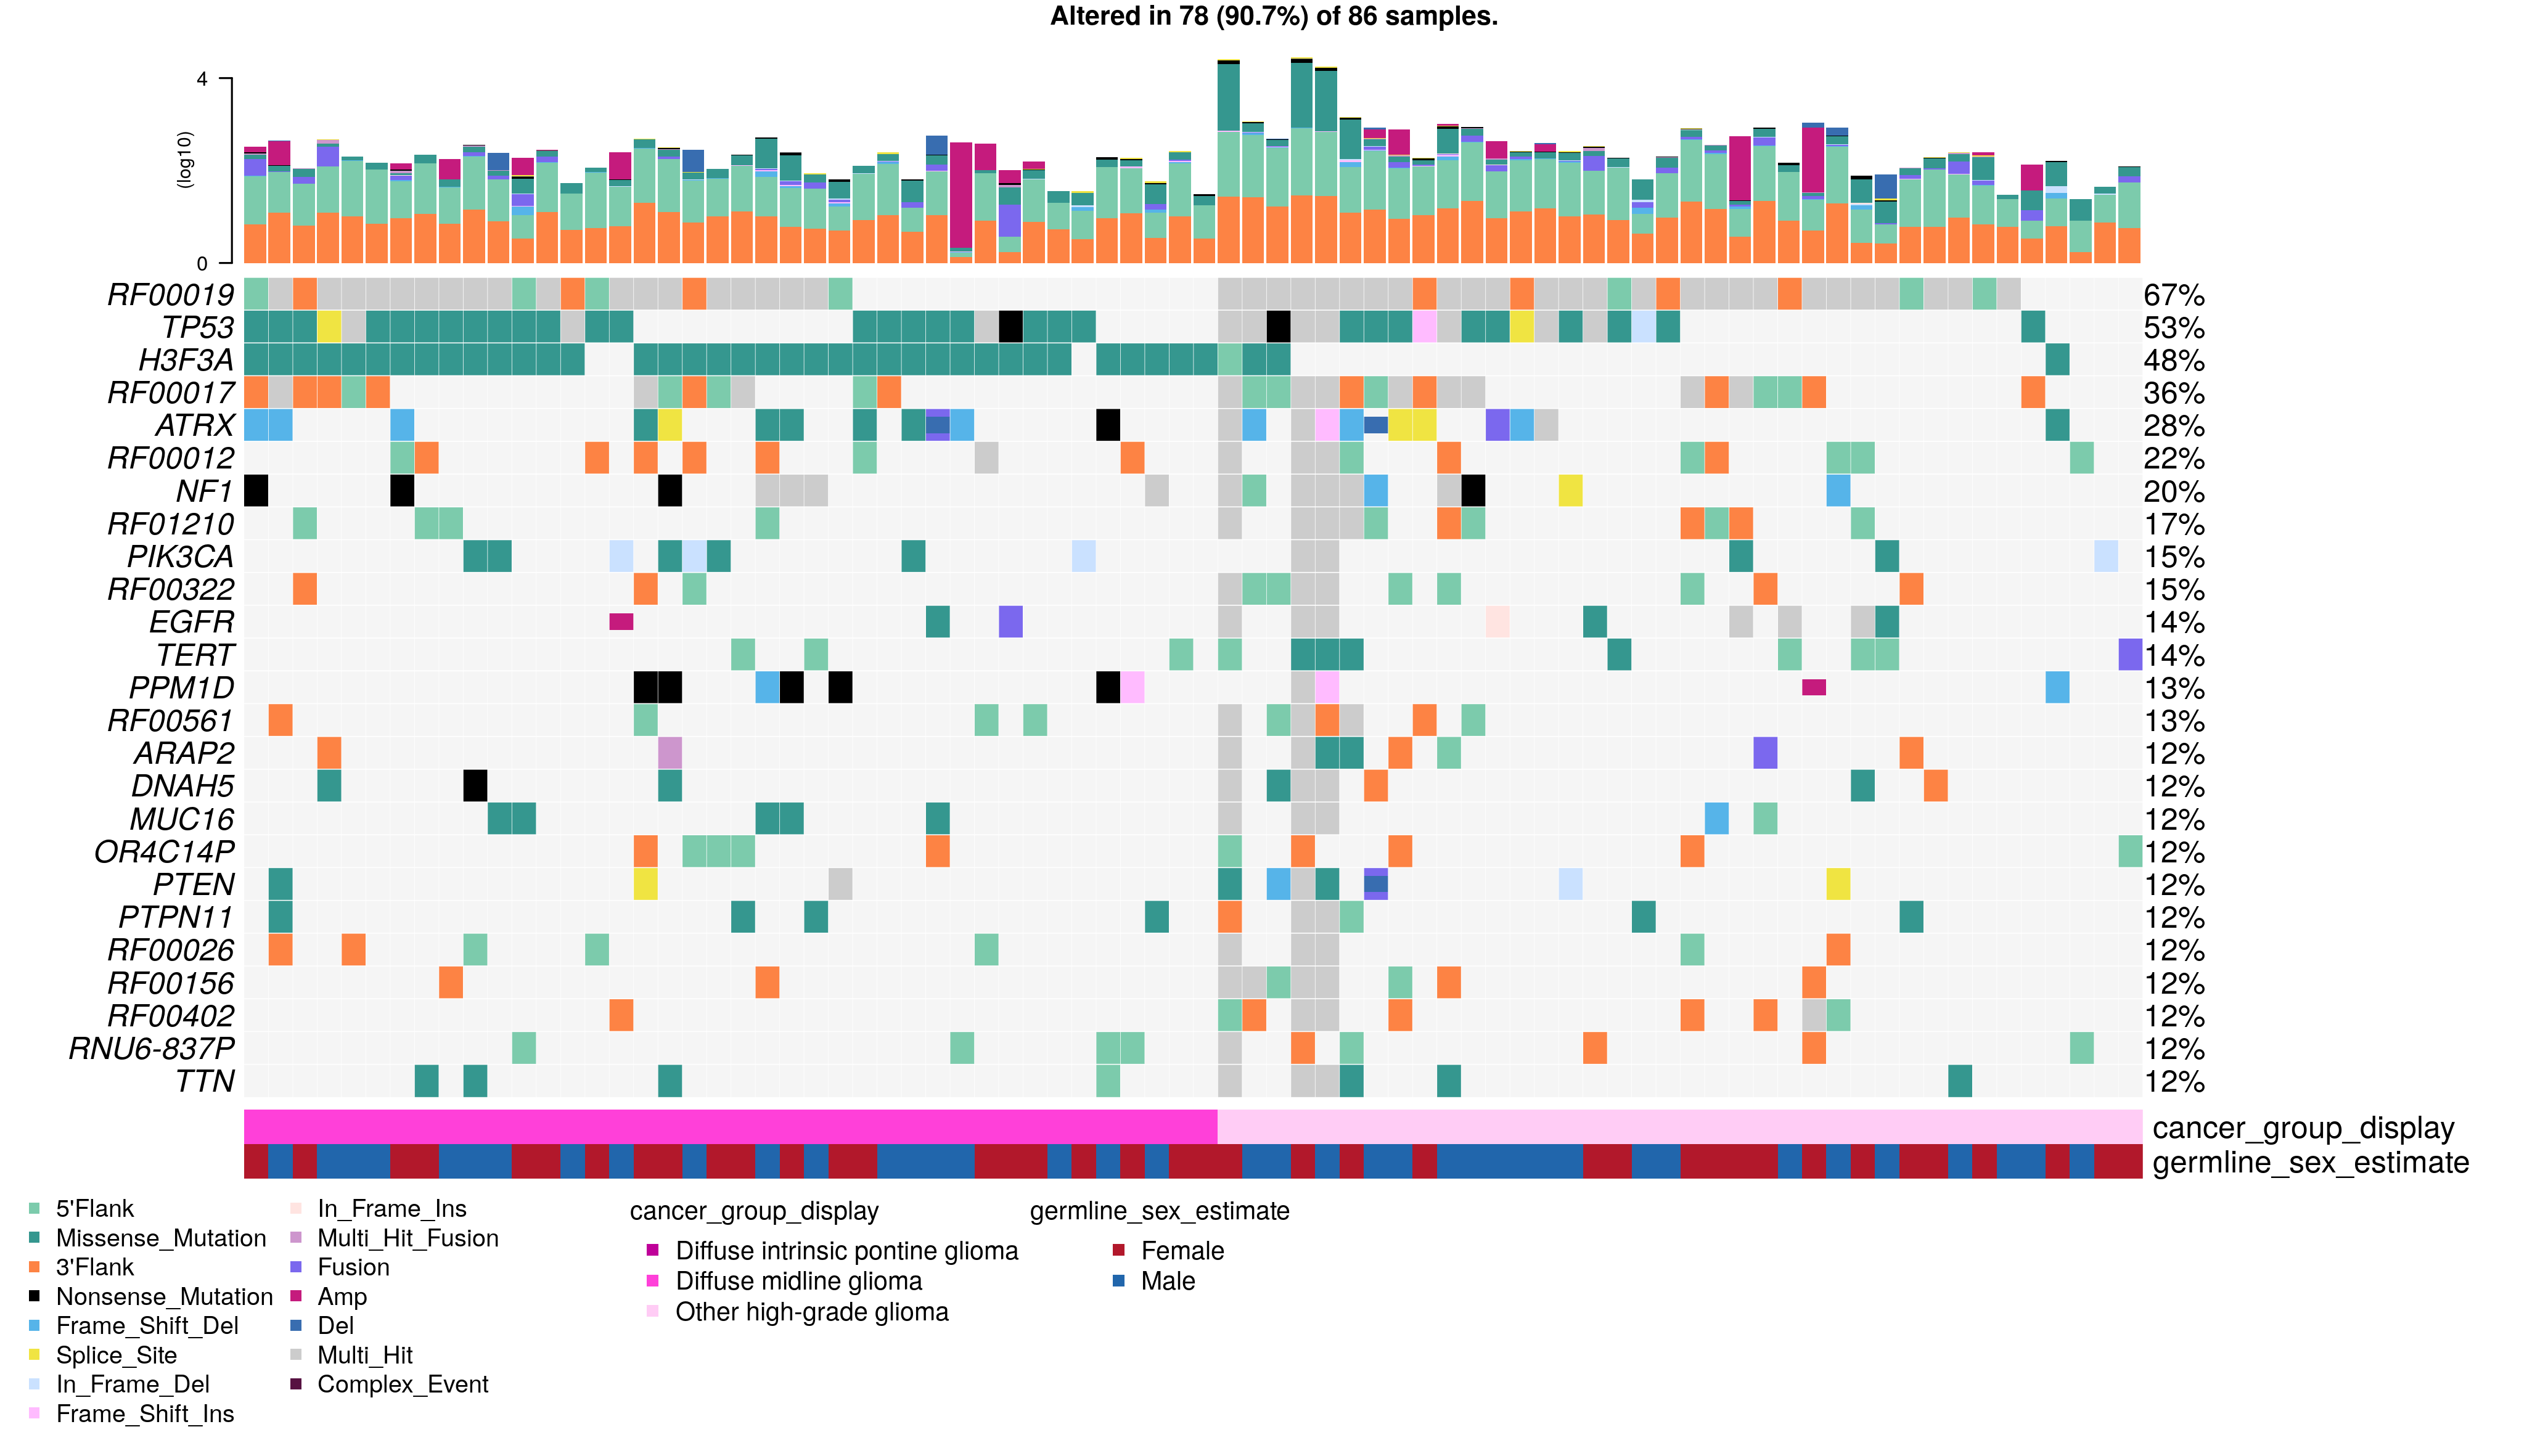 Altered in 78 (90.7%) of 86 samples.
4
(log10)
0
RF00019 67%
TP53 53%
H3F3A 48%
RF00017 36%
ATRX 28%
RF00012 22%
NF1 20%
RF01210 17%
PIK3CA 15%
RF00322 15%
EGFR 14%
TERT 14%
PPM1D 13%
RF00561 13%
ARAP2 12%
DNAH5 12%
MUC16 12%
OR4C14P 12%
PTEN 12%
PTPN11 12%
RF00026 12%
RF00156 12%
RF00402 12%
RNU6-837P 12%
TTN 12%
cancer_group_display
germline_sex_estimate
5'Flank
Missense_Mutation
3'Flank
Nonsense_Mutation
Frame_Shift_Del
Splice_Site
In_Frame_Del
Frame_Shift_Ins
In_Frame_Ins
Multi_Hit_Fusion
Fusion
Amp
Del
Multi_Hit
Complex_Event
cancer_group_display
Diffuse intrinsic pontine glioma
Diffuse midline glioma
Other high-grade glioma
germline_sex_estimate
Female
Male